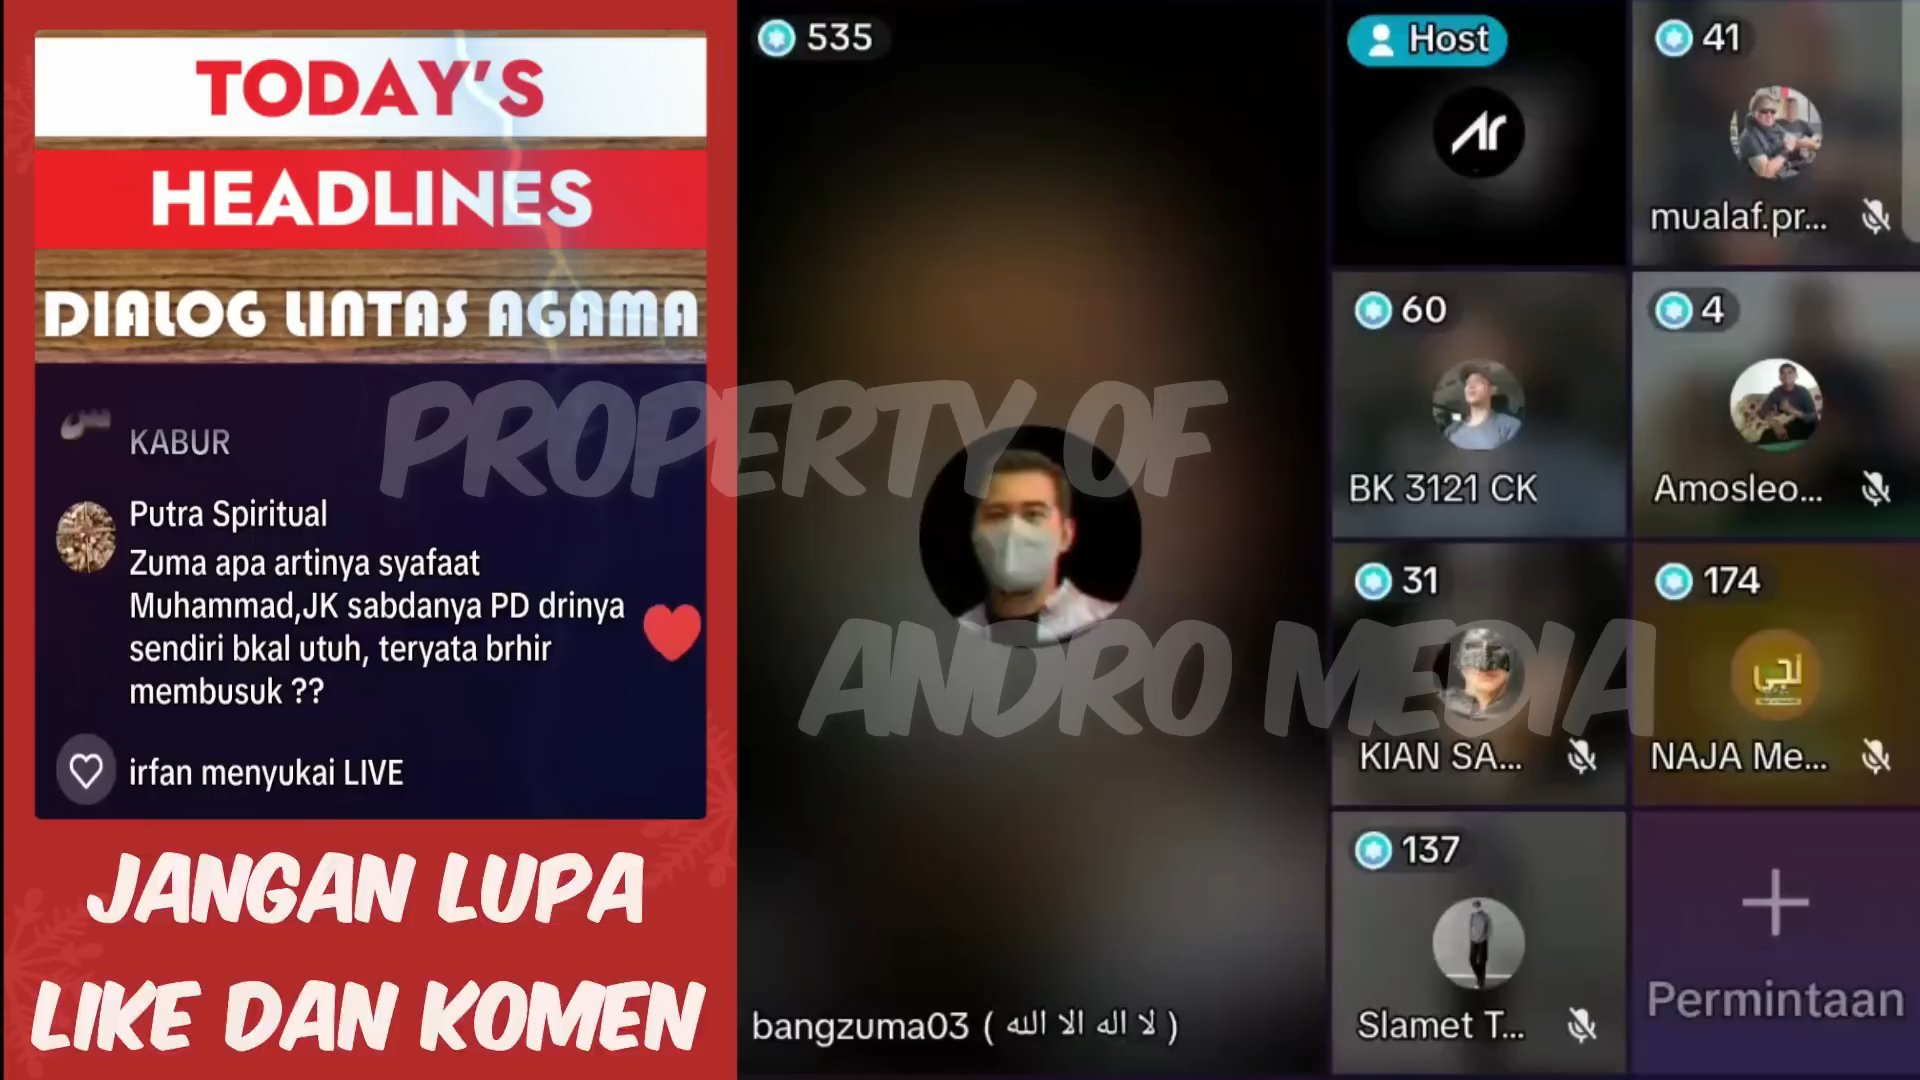 TODAY'S
HEADLINES
DIALOG LINTAS AGAMA
س
KABUR
Putra Spiritual
Zuma apa artinya syafaat
Muhammad,JK sabdanya PD drinya
sendiri bkal utuh, teryata brhir
membusuk ??
irfan menyukai LIVE
JANGAN LUPA
LIKE DAN KOMEN
PROPERTY OF
ANDRO MEDIA
535
bangzuma03 ( لا اله الا الله )
Host
Ar
41
mualaf.pr...
60
BK 3121 CK
4
Amosleo...
31
KIAN SA...
174
نجى
NAJA Me...
137
Slamet T...
+
Permintaan